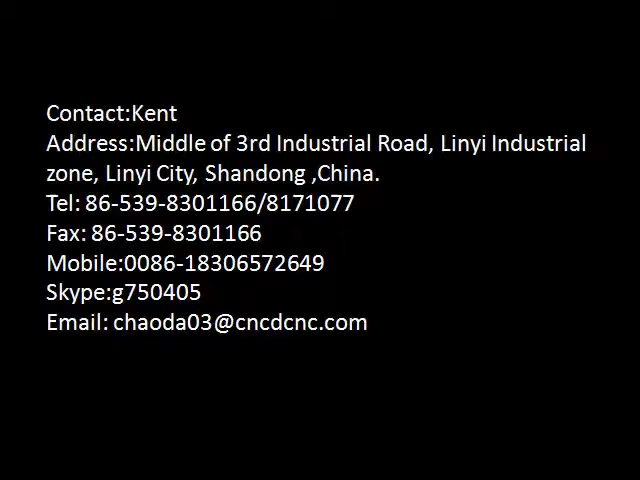 Contact:Kent
Address:Middle of 3rd Industrial Road, Linyi Industrial
zone, Linyi City, Shandong ,China.
Tel: 86-539-8301166/8171077
Fax: 86-539-8301166
Mobile:0086-18306572649
Skype:g750405
Email: chaoda03@cncdcnc.com